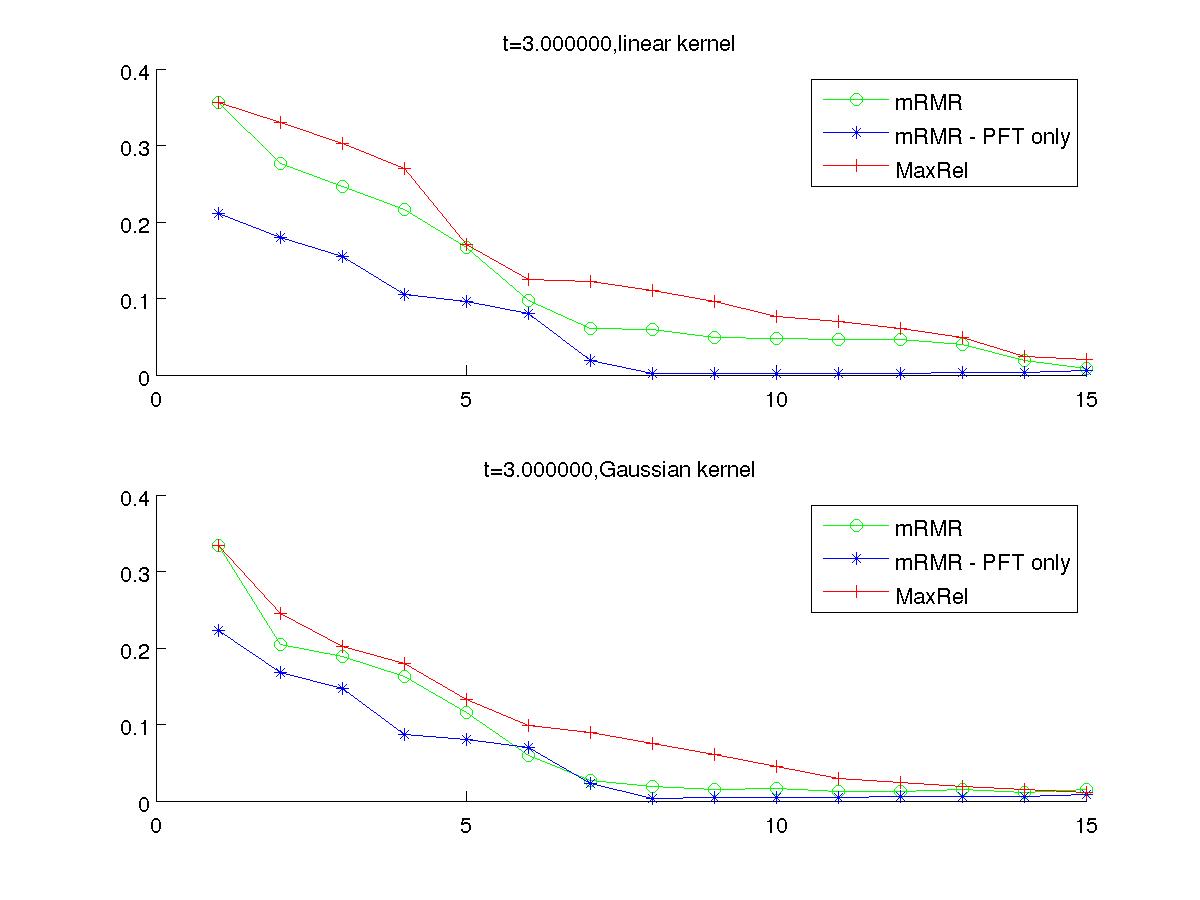 t=3.000000,linear kernel
0.4
0.3
0.2
0.1
0
0
5
10
15
mRMR
mRMR - PFT only
MaxRel
t=3.000000,Gaussian kernel
0.4
0.3
0.2
0.1
0
0
5
10
15
mRMR
mRMR - PFT only
MaxRel